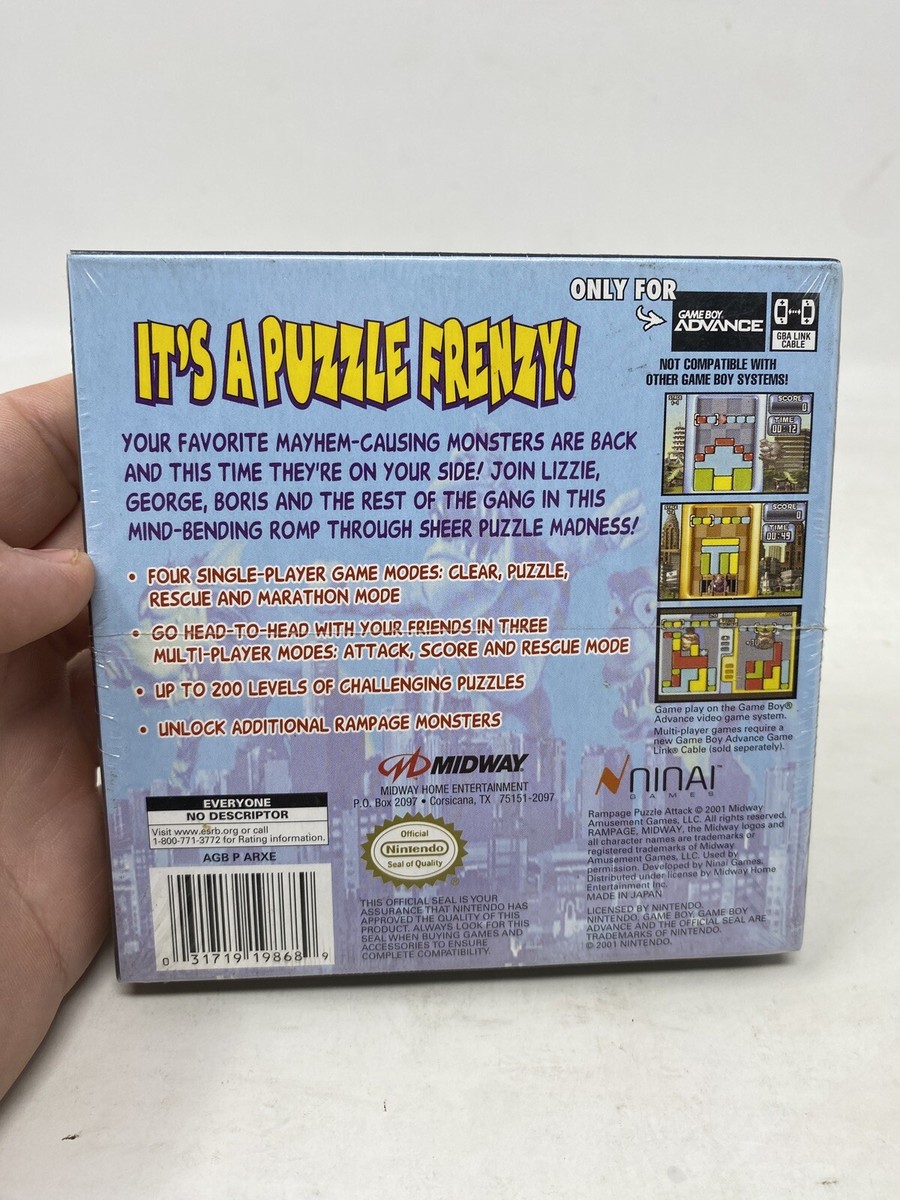 ONLY FOR
GAME BOY
ADVANCE
GBA LINK
CABLE
NOT COMPATIBLE WITH
OTHER GAME BOY SYSTEMS!
IT'S A PUZZLE FRENZY!
YOUR FAVORITE MAYHEM-CAUSING MONSTERS ARE BACK
AND THIS TIME THEY'RE ON YOUR SIDE! JOIN LIZZIE,
GEORGE, BORIS AND THE REST OF THE GANG IN THIS
MIND-BENDING ROMP THROUGH SHEER PUZZLE MADNESS!
• FOUR SINGLE-PLAYER GAME MODES: CLEAR, PUZZLE,
RESCUE AND MARATHON MODE
• GO HEAD-TO-HEAD WITH YOUR FRIENDS IN THREE
MULTI-PLAYER MODES: ATTACK, SCORE AND RESCUE MODE
• UP TO 200 LEVELS OF CHALLENGING PUZZLES
• UNLOCK ADDITIONAL RAMPAGE MONSTERS
SCORE
TIME
00:12
SCORE
TIME
00:49
Game play on the Game Boy®
Advance video game system.
Multi-player games require a
new Game Boy Advance Game
Link® Cable (sold seperately).
MIDWAY
MIDWAY HOME ENTERTAINMENT
P.O. Box 2097 • Corsicana, TX 75151-2097
NINAI™
GAMES
EVERYONE
NO DESCRIPTOR
Visit www.esrb.org or call
1-800-771-3772 for Rating information.
AGB P ARXE
0 31719 19868 9
Official
Nintendo
Seal of Quality
®
THIS OFFICIAL SEAL IS YOUR
ASSURANCE THAT NINTENDO HAS
APPROVED THE QUALITY OF THIS
PRODUCT. ALWAYS LOOK FOR THIS
SEAL WHEN BUYING GAMES AND
ACCESSORIES TO ENSURE
COMPLETE COMPATIBILITY.
Rampage Puzzle Attack © 2001 Midway
Amusement Games, LLC. All rights reserved.
RAMPAGE, MIDWAY, the Midway logos and
all character names are trademarks or
registered trademarks of Midway
Amusement Games, LLC. Used by
permission. Developed by Ninai Games.
Distributed under license by Midway Home
Entertainment Inc.
MADE IN JAPAN
LICENSED BY NINTENDO.
NINTENDO, GAME BOY, GAME BOY
ADVANCE AND THE OFFICIAL SEAL ARE
TRADEMARKS OF NINTENDO.
© 2001 NINTENDO.